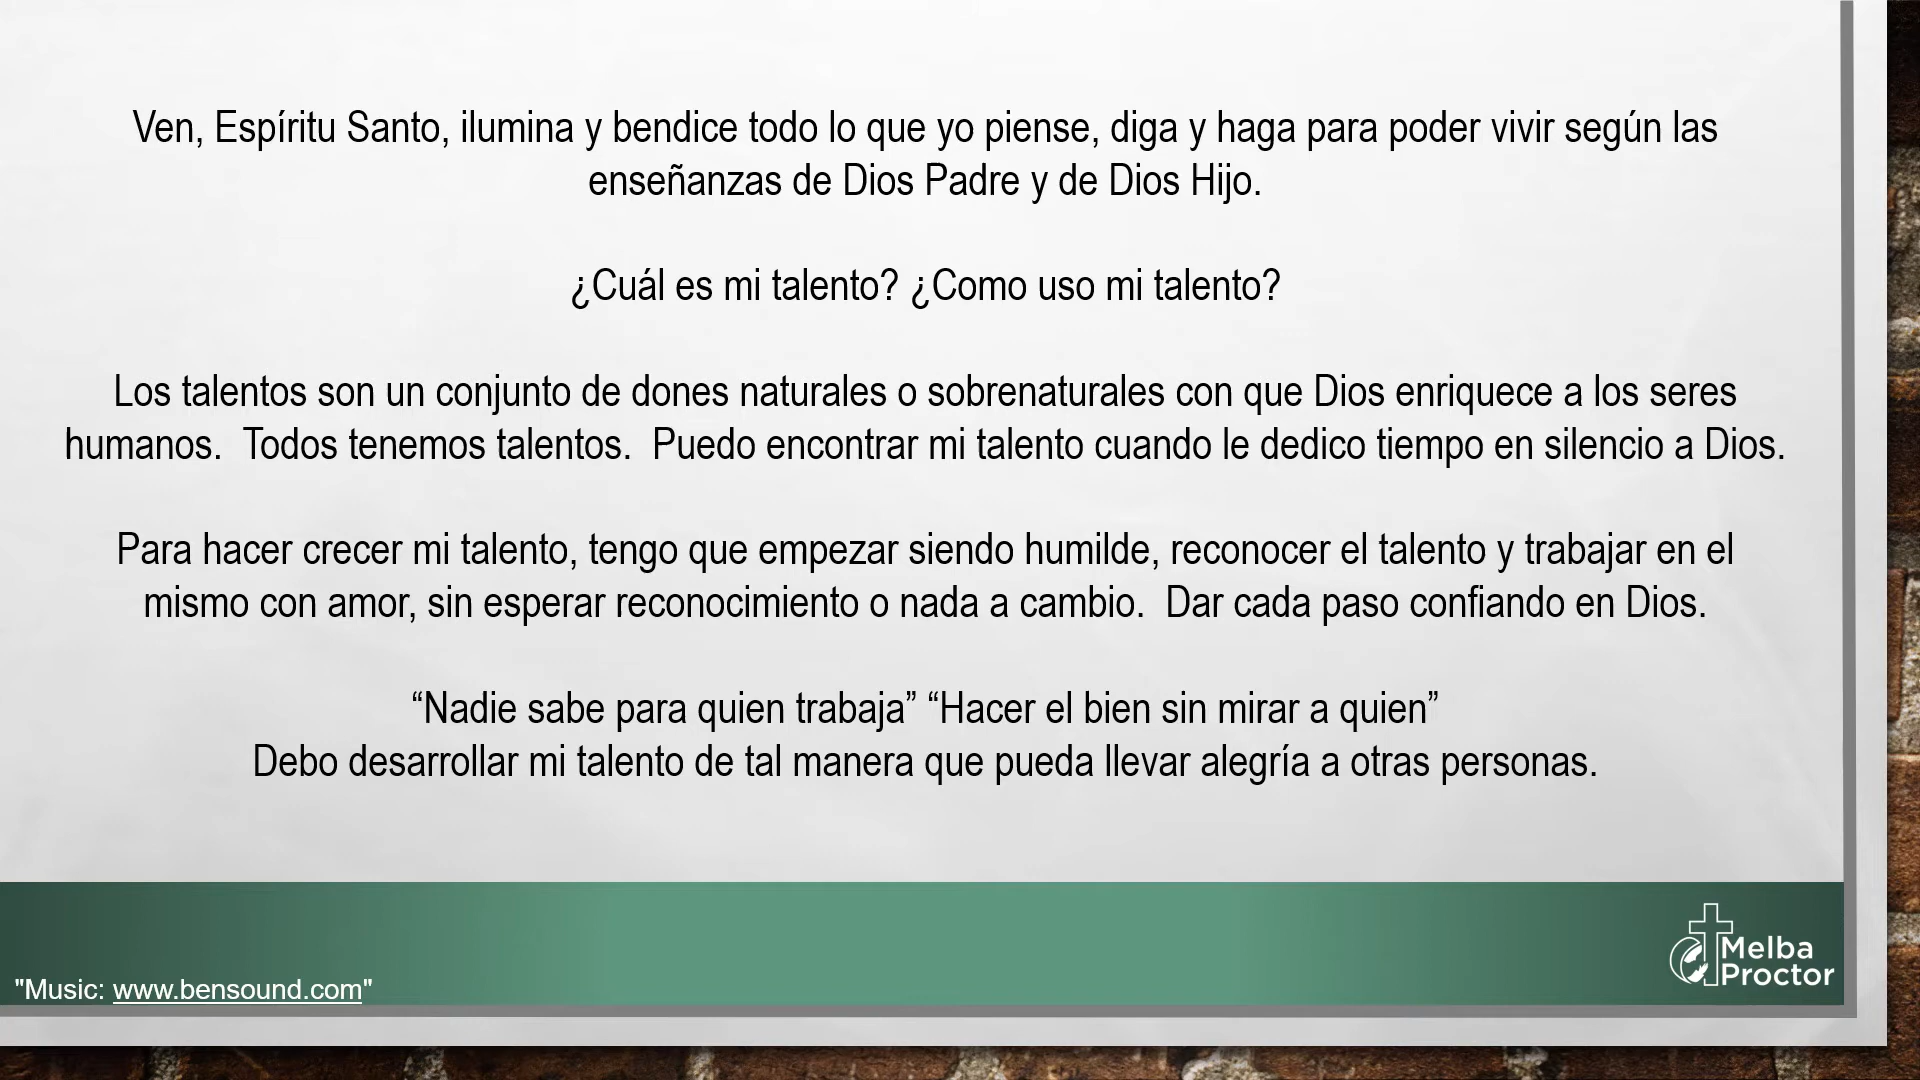 Ven, Espíritu Santo, ilumina y bendice todo lo que yo piense, diga y haga para poder vivir según las
enseñanzas de Dios Padre y de Dios Hijo.
¿Cuál es mi talento? ¿Como uso mi talento?
Los talentos son un conjunto de dones naturales o sobrenaturales con que Dios enriquece a los seres
humanos.  Todos tenemos talentos.  Puedo encontrar mi talento cuando le dedico tiempo en silencio a Dios.
Para hacer crecer mi talento, tengo que empezar siendo humilde, reconocer el talento y trabajar en el
mismo con amor, sin esperar reconocimiento o nada a cambio.  Dar cada paso confiando en Dios.
“Nadie sabe para quien trabaja” “Hacer el bien sin mirar a quien”
Debo desarrollar mi talento de tal manera que pueda llevar alegría a otras personas.
Melba
Proctor
"Music: www.bensound.com"